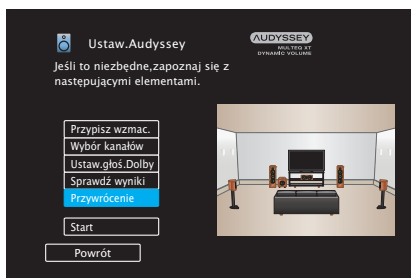 Ustaw.Audyssey
AUDYSSEY
MULTEQ XT
DYNAMIC VOLUME
Jeśli to niezbędne,zapoznaj się z
następującymi elementami.
Przypisz wzmac.
Wybór kanałów
Ustaw.głoś.Dolby
Sprawdź wyniki
Przywrócenie
Start
Powrót